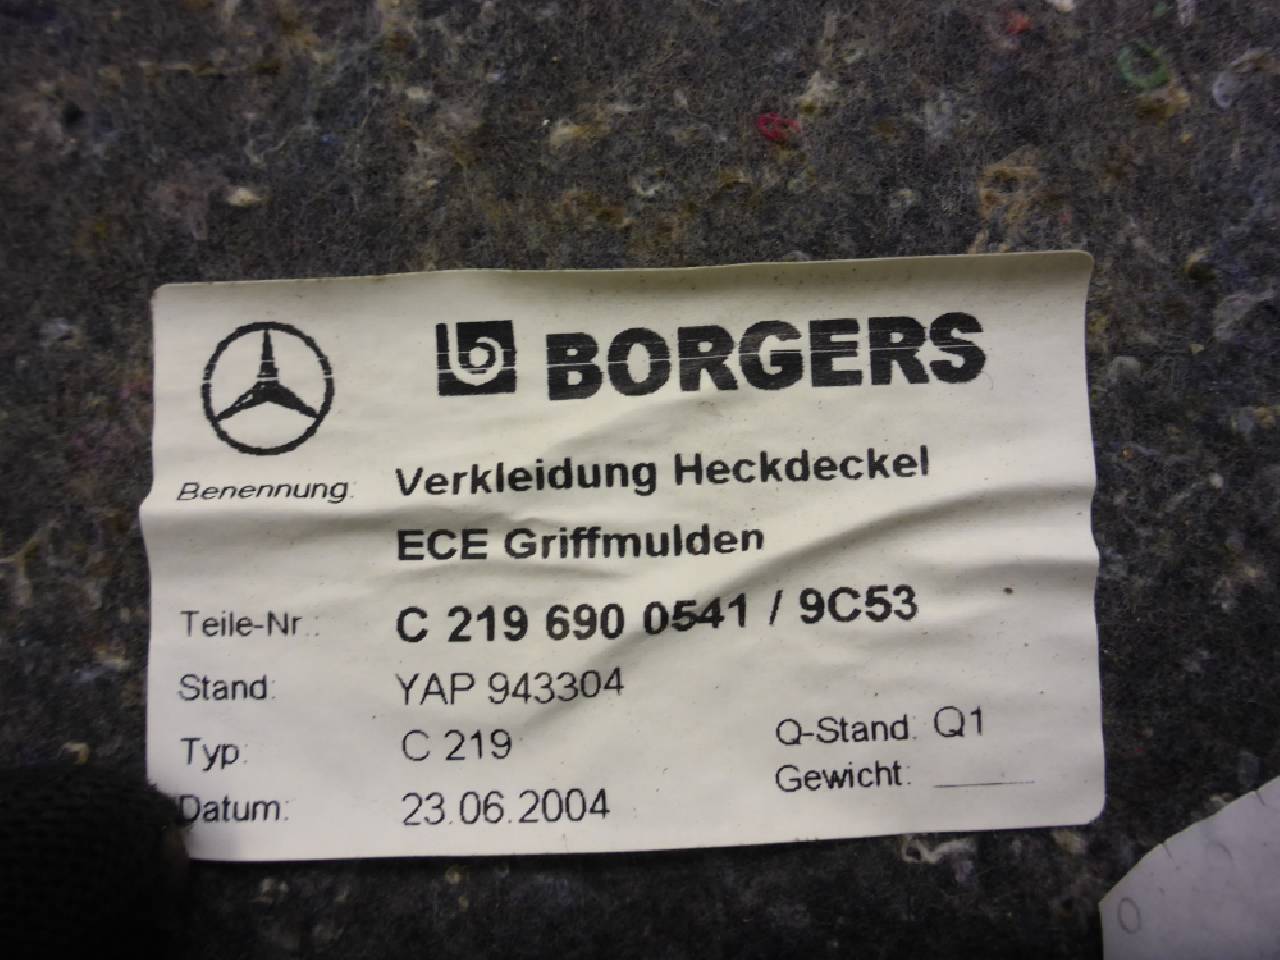 BORGERS
Benennung: Verkleidung Heckdeckel
ECE Griffmulden
Teile-Nr.: C 219 690 0541 / 9C53
Stand: YAP 943304
Typ: C 219 Q-Stand: Q1
Gewicht:
Datum: 23.06.2004
0